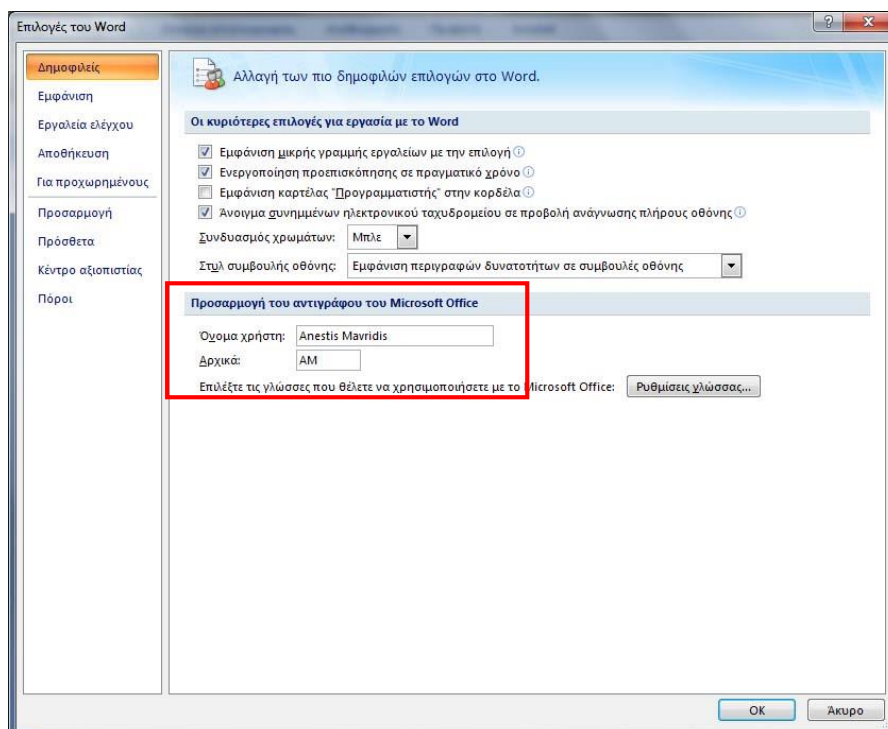 Επιλογές του Word
Δημοφιλείς
Εμφάνιση
Εργαλεία ελέγχου
Αποθήκευση
Για προχωρημένους
Προσαρμογή
Πρόσθετα
Κέντρο αξιοπιστίας
Πόροι
Αλλαγή των πιο δημοφιλών επιλογών στο Word.
Οι κυριότερες επιλογές για εργασία με το Word
Εμφάνιση μικρής γραμμής εργαλείων με την επιλογή
Ενεργοποίηση προεπισκόπησης σε πραγματικό χρόνο
Εμφάνιση καρτέλας "Προγραμματιστής" στην κορδέλα
Άνοιγμα συνημμένων ηλεκτρονικού ταχυδρομείου σε προβολή ανάγνωσης πλήρους οθόνης
Συνδυασμός χρωμάτων: Μπλε
Στυλ συμβουλής οθόνης: Εμφάνιση περιγραφών δυνατοτήτων σε συμβουλές οθόνης
Προσαρμογή του αντιγράφου του Microsoft Office
Όνομα χρήστη: Anestis Mavridis
Αρχικά: AM
Επιλέξτε τις γλώσσες που θέλετε να χρησιμοποιήσετε με το Microsoft Office: Ρυθμίσεις γλώσσας...
OK Άκυρο